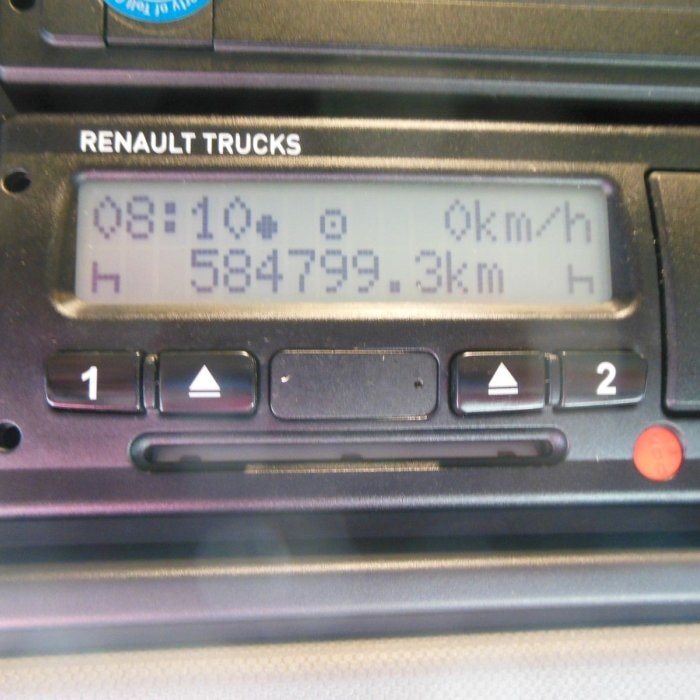 RENAULT TRUCKS
08:10 0km/h
584799.3km
1 2